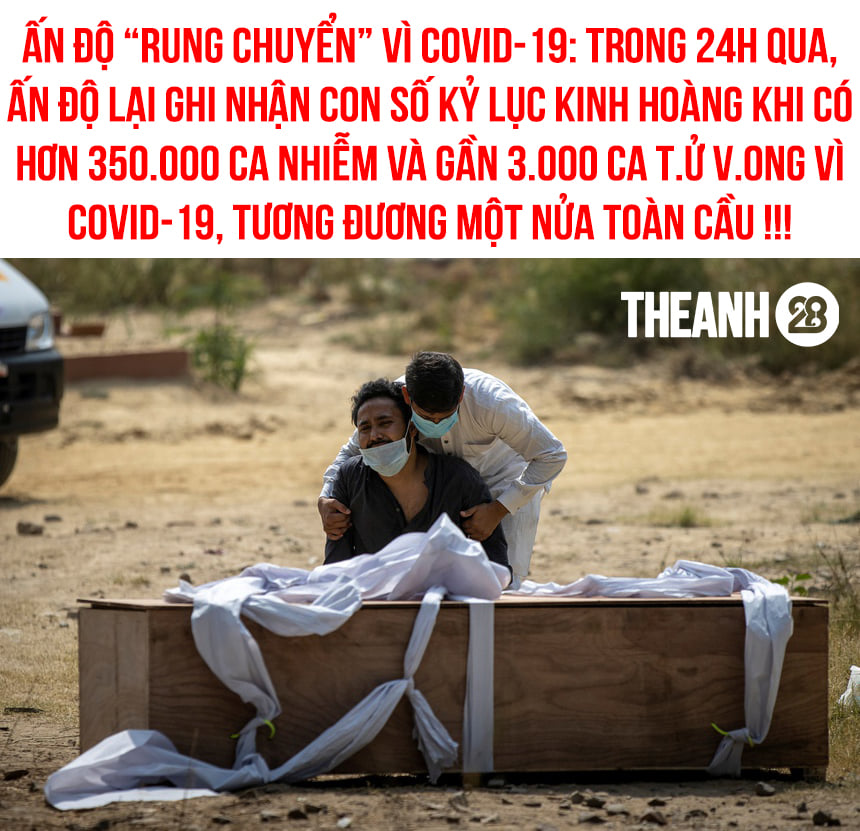 ẤN ĐỘ “RUNG CHUYỂN” VÌ COVID-19: TRONG 24H QUA,
ẤN ĐỘ LẠI GHI NHẬN CON SỐ KỶ LỤC KINH HOÀNG KHI CÓ
HƠN 350.000 CA NHIỄM VÀ GẦN 3.000 CA T.Ử V.ONG VÌ
COVID-19, TƯƠNG ĐƯƠNG MỘT NỬA TOÀN CẦU !!!
THEANH 28